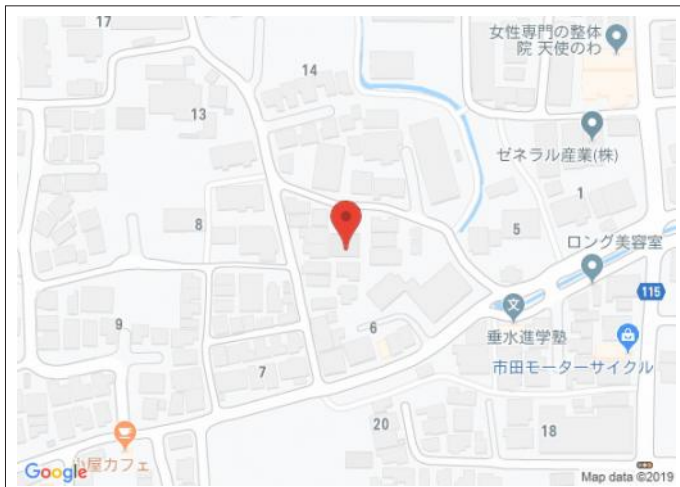 17
女性専門の整体
院 天使のわ
14
13
ゼネラル産業(株)
1
8
5
ロング美容室
115
9
6
垂水進学塾
7
市田モーターサイクル
20
18
小屋カフェ
Google
Map data ©2019